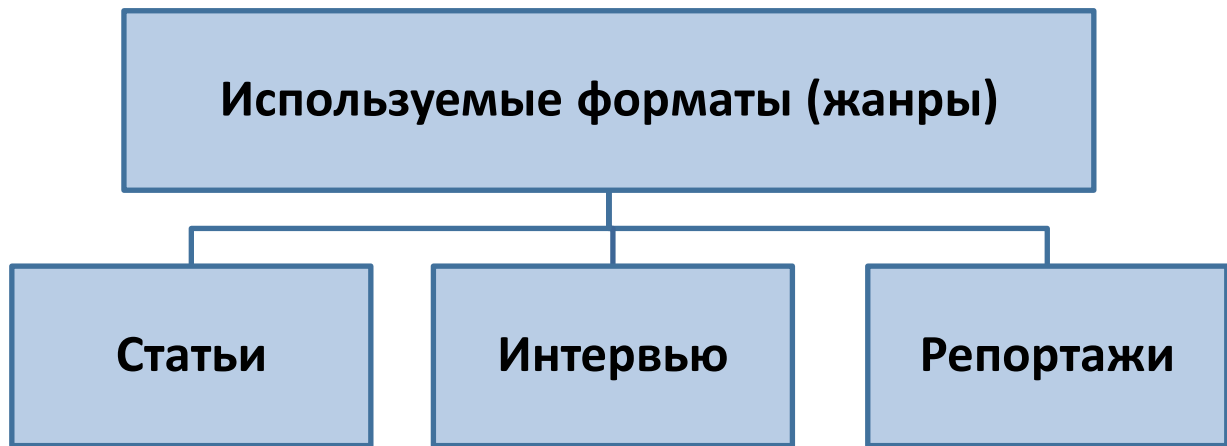 Используемые форматы (жанры)
Статьи
Интервью
Репортажи